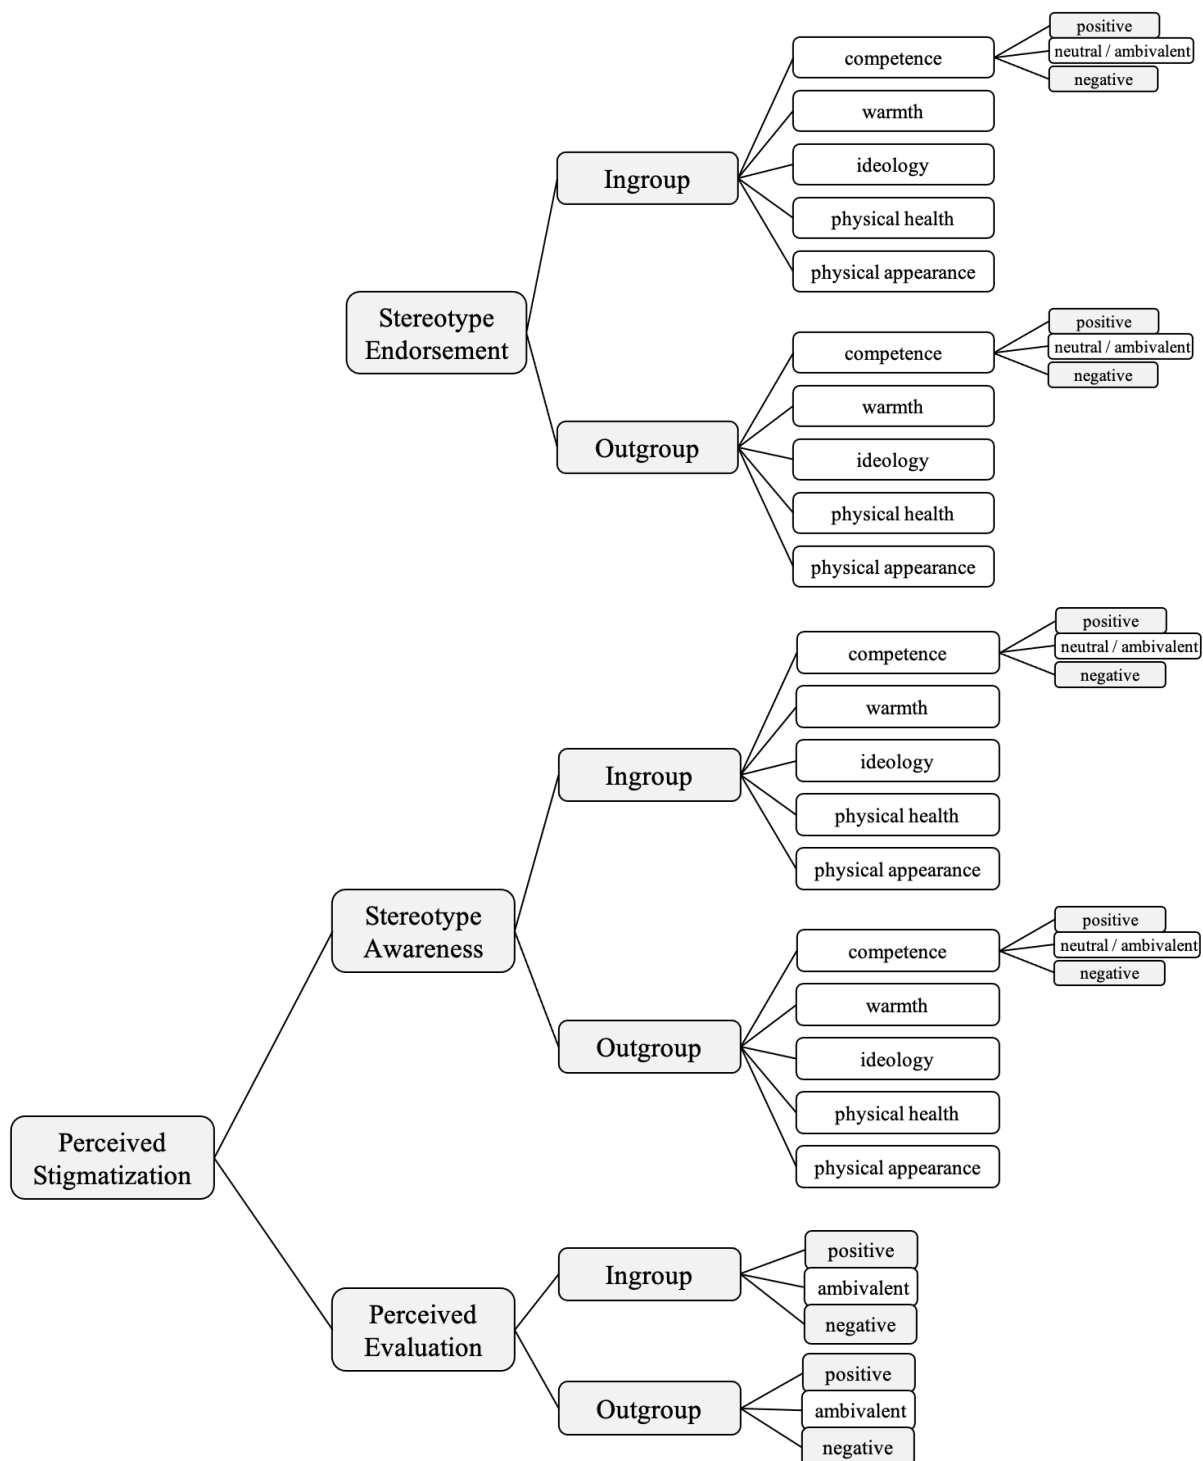 positive
competence
neutral / ambivalent
negative
warmth
ideology
Ingroup
physical health
physical appearance
Stereotype
Endorsement
positive
competence
neutral / ambivalent
negative
warmth
Outgroup
ideology
physical health
physical appearance
positive
competence
neutral / ambivalent
negative
warmth
ideology
Ingroup
physical health
physical appearance
Stereotype
Awareness
positive
competence
neutral / ambivalent
negative
warmth
Outgroup
ideology
physical health
physical appearance
Perceived
Stigmatization
positive
Ingroup
ambivalent
negative
Perceived
Evaluation
positive
Outgroup
ambivalent
negative